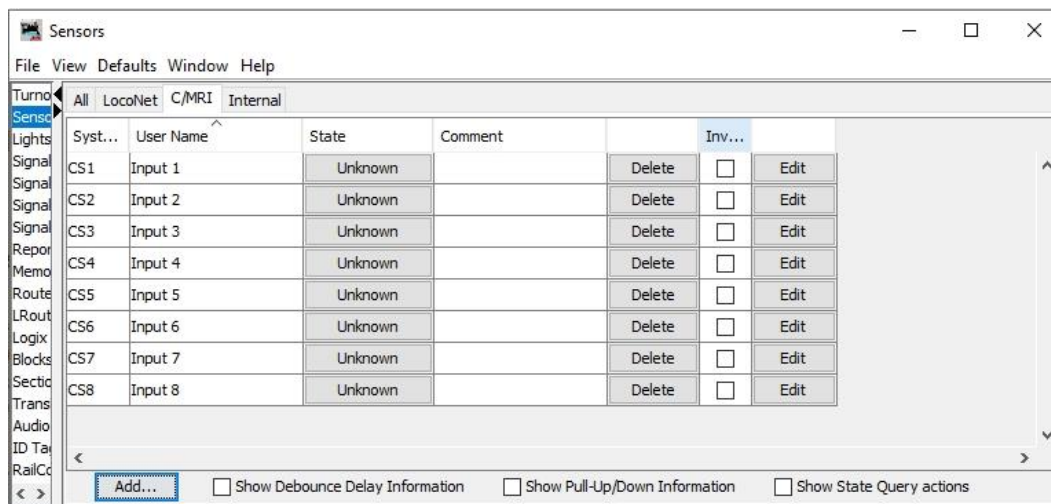 Sensors
File View Defaults Window Help
Turno
Senso
Lights
Signal
Signal
Signal
Signal
Repor
Memo
Route
LRout
Logix
Blocks
Sectio
Trans
Audio
ID Ta
RailCo
All LocoNet C/MRI Internal
Syst... User Name State Comment Inv...
CS1 Input 1 Unknown Delete Edit
CS2 Input 2 Unknown Delete Edit
CS3 Input 3 Unknown Delete Edit
CS4 Input 4 Unknown Delete Edit
CS5 Input 5 Unknown Delete Edit
CS6 Input 6 Unknown Delete Edit
CS7 Input 7 Unknown Delete Edit
CS8 Input 8 Unknown Delete Edit
Add... Show Debounce Delay Information Show Pull-Up/Down Information Show State Query actions